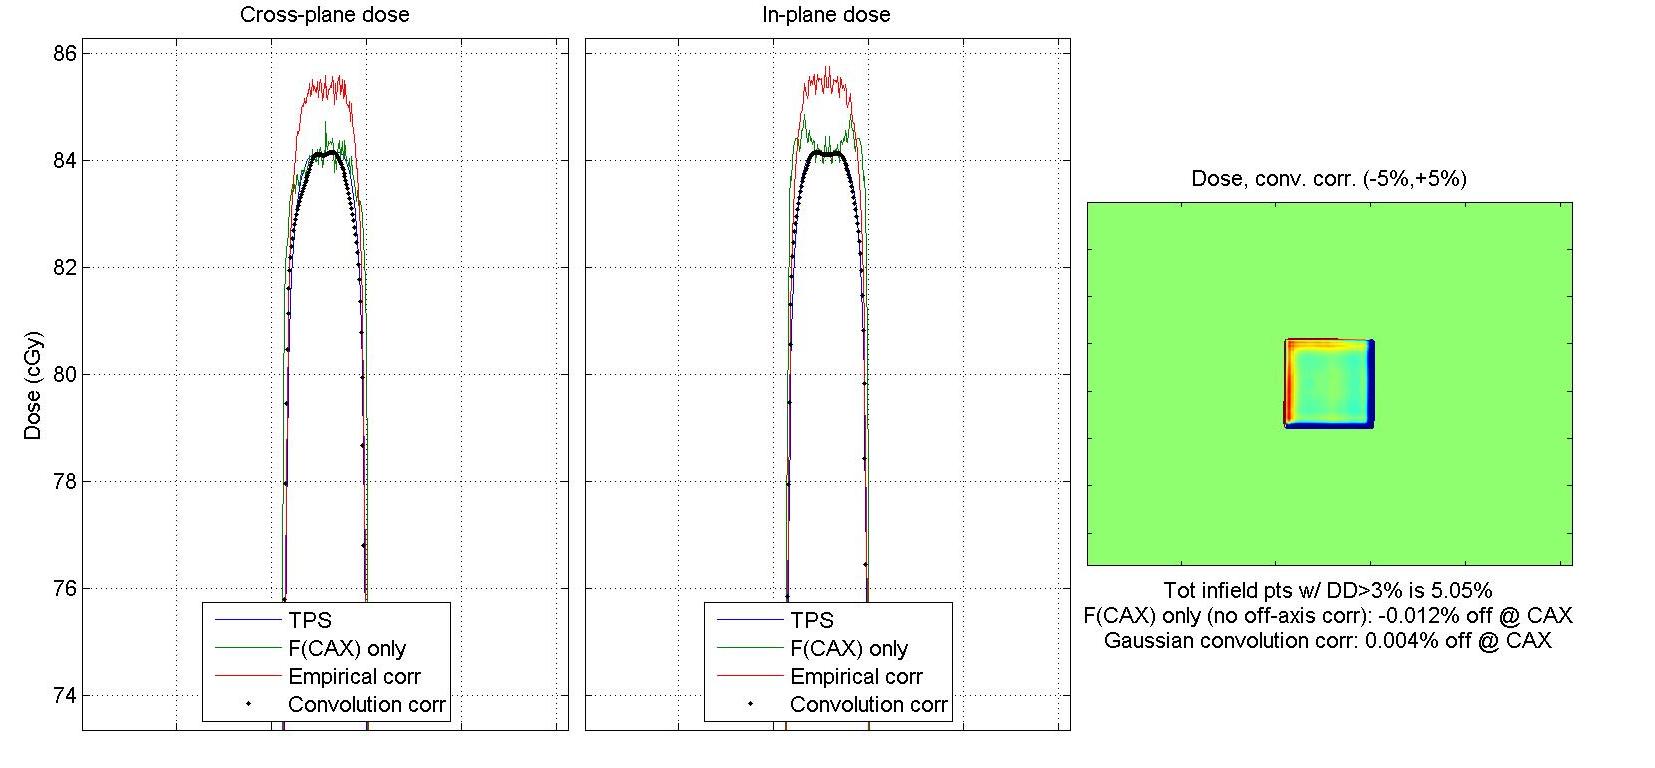 Cross-plane dose
In-plane dose
86
84
82
80
78
76
74
Dose (cGy)
TPS
F(CAX) only
Empirical corr
Convolution corr
TPS
F(CAX) only
Empirical corr
Convolution corr
Dose, conv. corr. (-5%,+5%)
Tot infield pts w/ DD>3% is 5.05%
F(CAX) only (no off-axis corr): -0.012% off @ CAX
Gaussian convolution corr: 0.004% off @ CAX